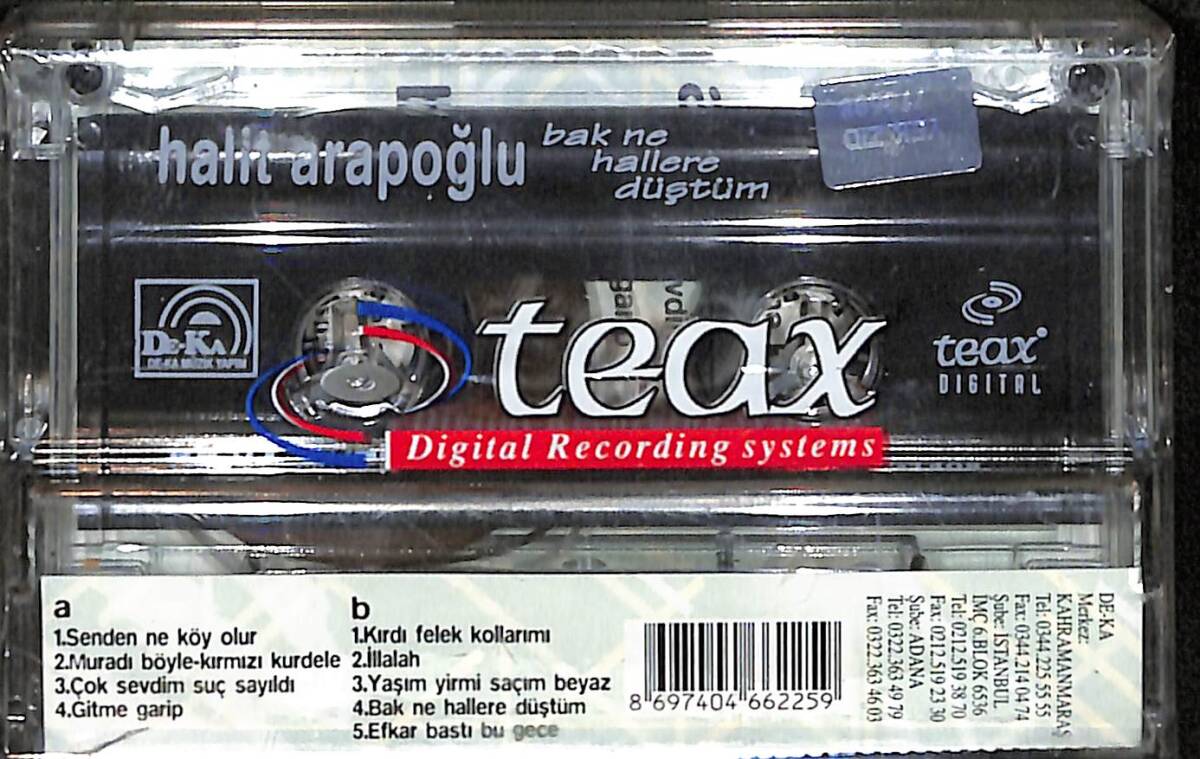 halit arapoğlu
bak ne
hallere
düştüm
DE-KA
DE-KA MÜZİK YAPIM
teax
Digital Recording systems
teax
DIGITAL
a
1.Senden ne köy olur
2.Muradı böyle-kırmızı kurdele
3.Çok sevdim suç sayıldı
4.Gitme garip
b
1.Kırdı felek kollarımı
2.İllalah
3.Yaşım yirmi saçım beyaz
4.Bak ne hallere düştüm
5.Efkar bastı bu gece
8 697404 662259
DE-KA
Merkez:
KAHRAMANMARAŞ
Tel: 0344.225 55 55
Fax: 0344.214 04 74
Şube: İSTANBUL
İMÇ 6.BLOK 6536
Tel:0212.519 38 70
Fax: 0212.519 23 30
Şube: ADANA
Tel: 0322.363 49 79
Fax: 0322.363 46 03